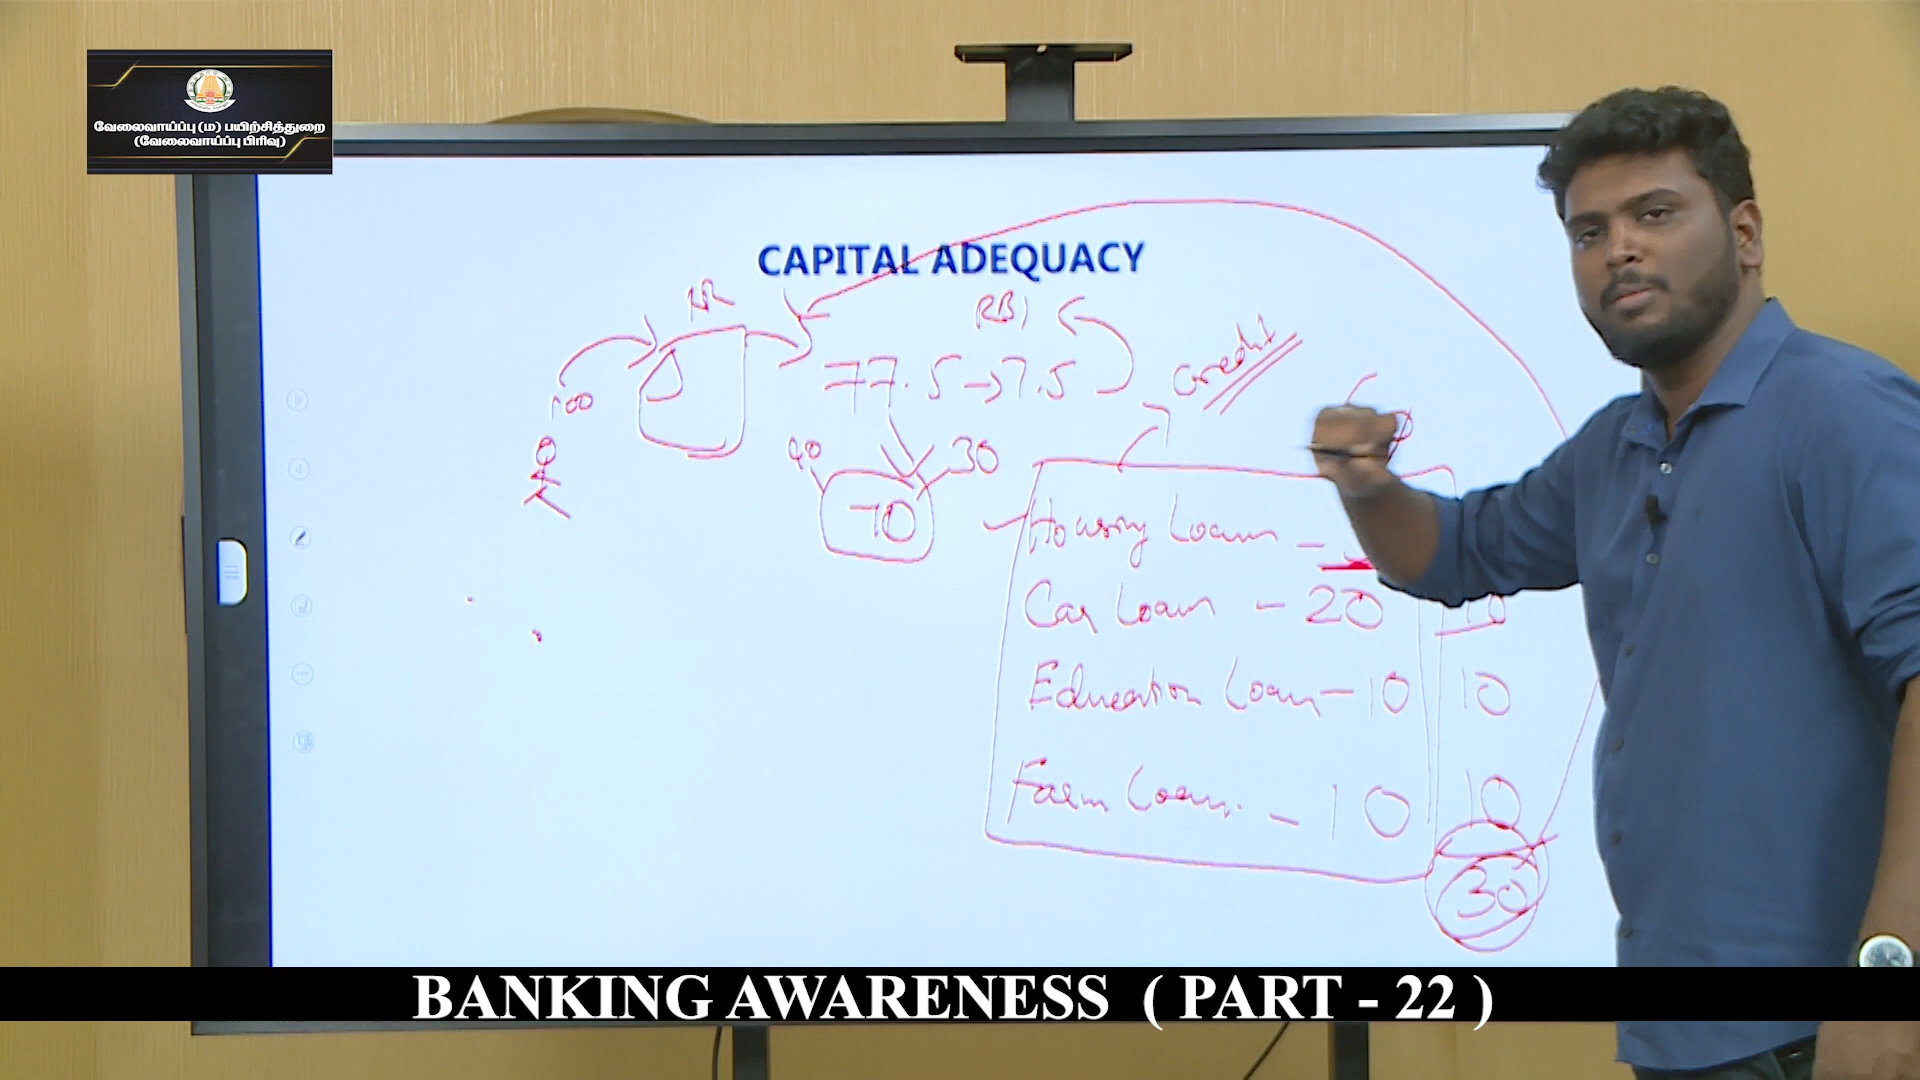 வேலைவாய்ப்பு (ம) பயிற்சித்துறை
(வேலைவாய்ப்பு பிரிவு)
CAPITAL ADEQUACY
RBI
77.5 → 7.5
Credit
100
40 30
70
Housing Loan -
Car Loan - 20 10
Education Loan - 10 10
Farm Loan - 10 10
30
BANKING AWARENESS ( PART - 22 )